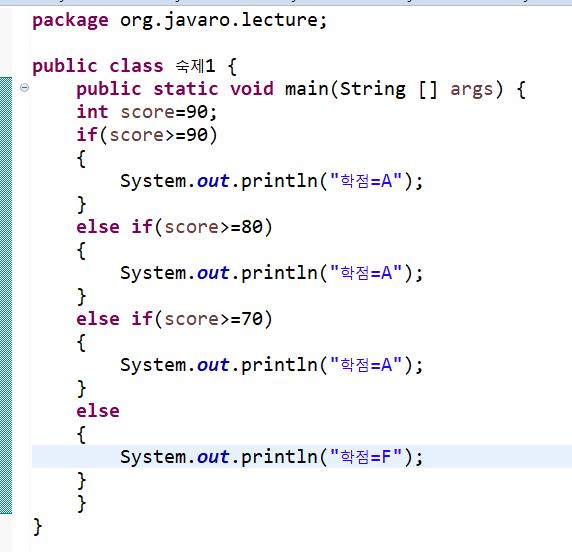 package org.javaro.lecture;
public class 숙제1 {
public static void main(String [] args) {
int score=90;
if(score>=90)
{
System.out.println("학점=A");
}
else if(score>=80)
{
System.out.println("학점=A");
}
else if(score>=70)
{
System.out.println("학점=A");
}
else
{
System.out.println("학점=F");
}
}
}